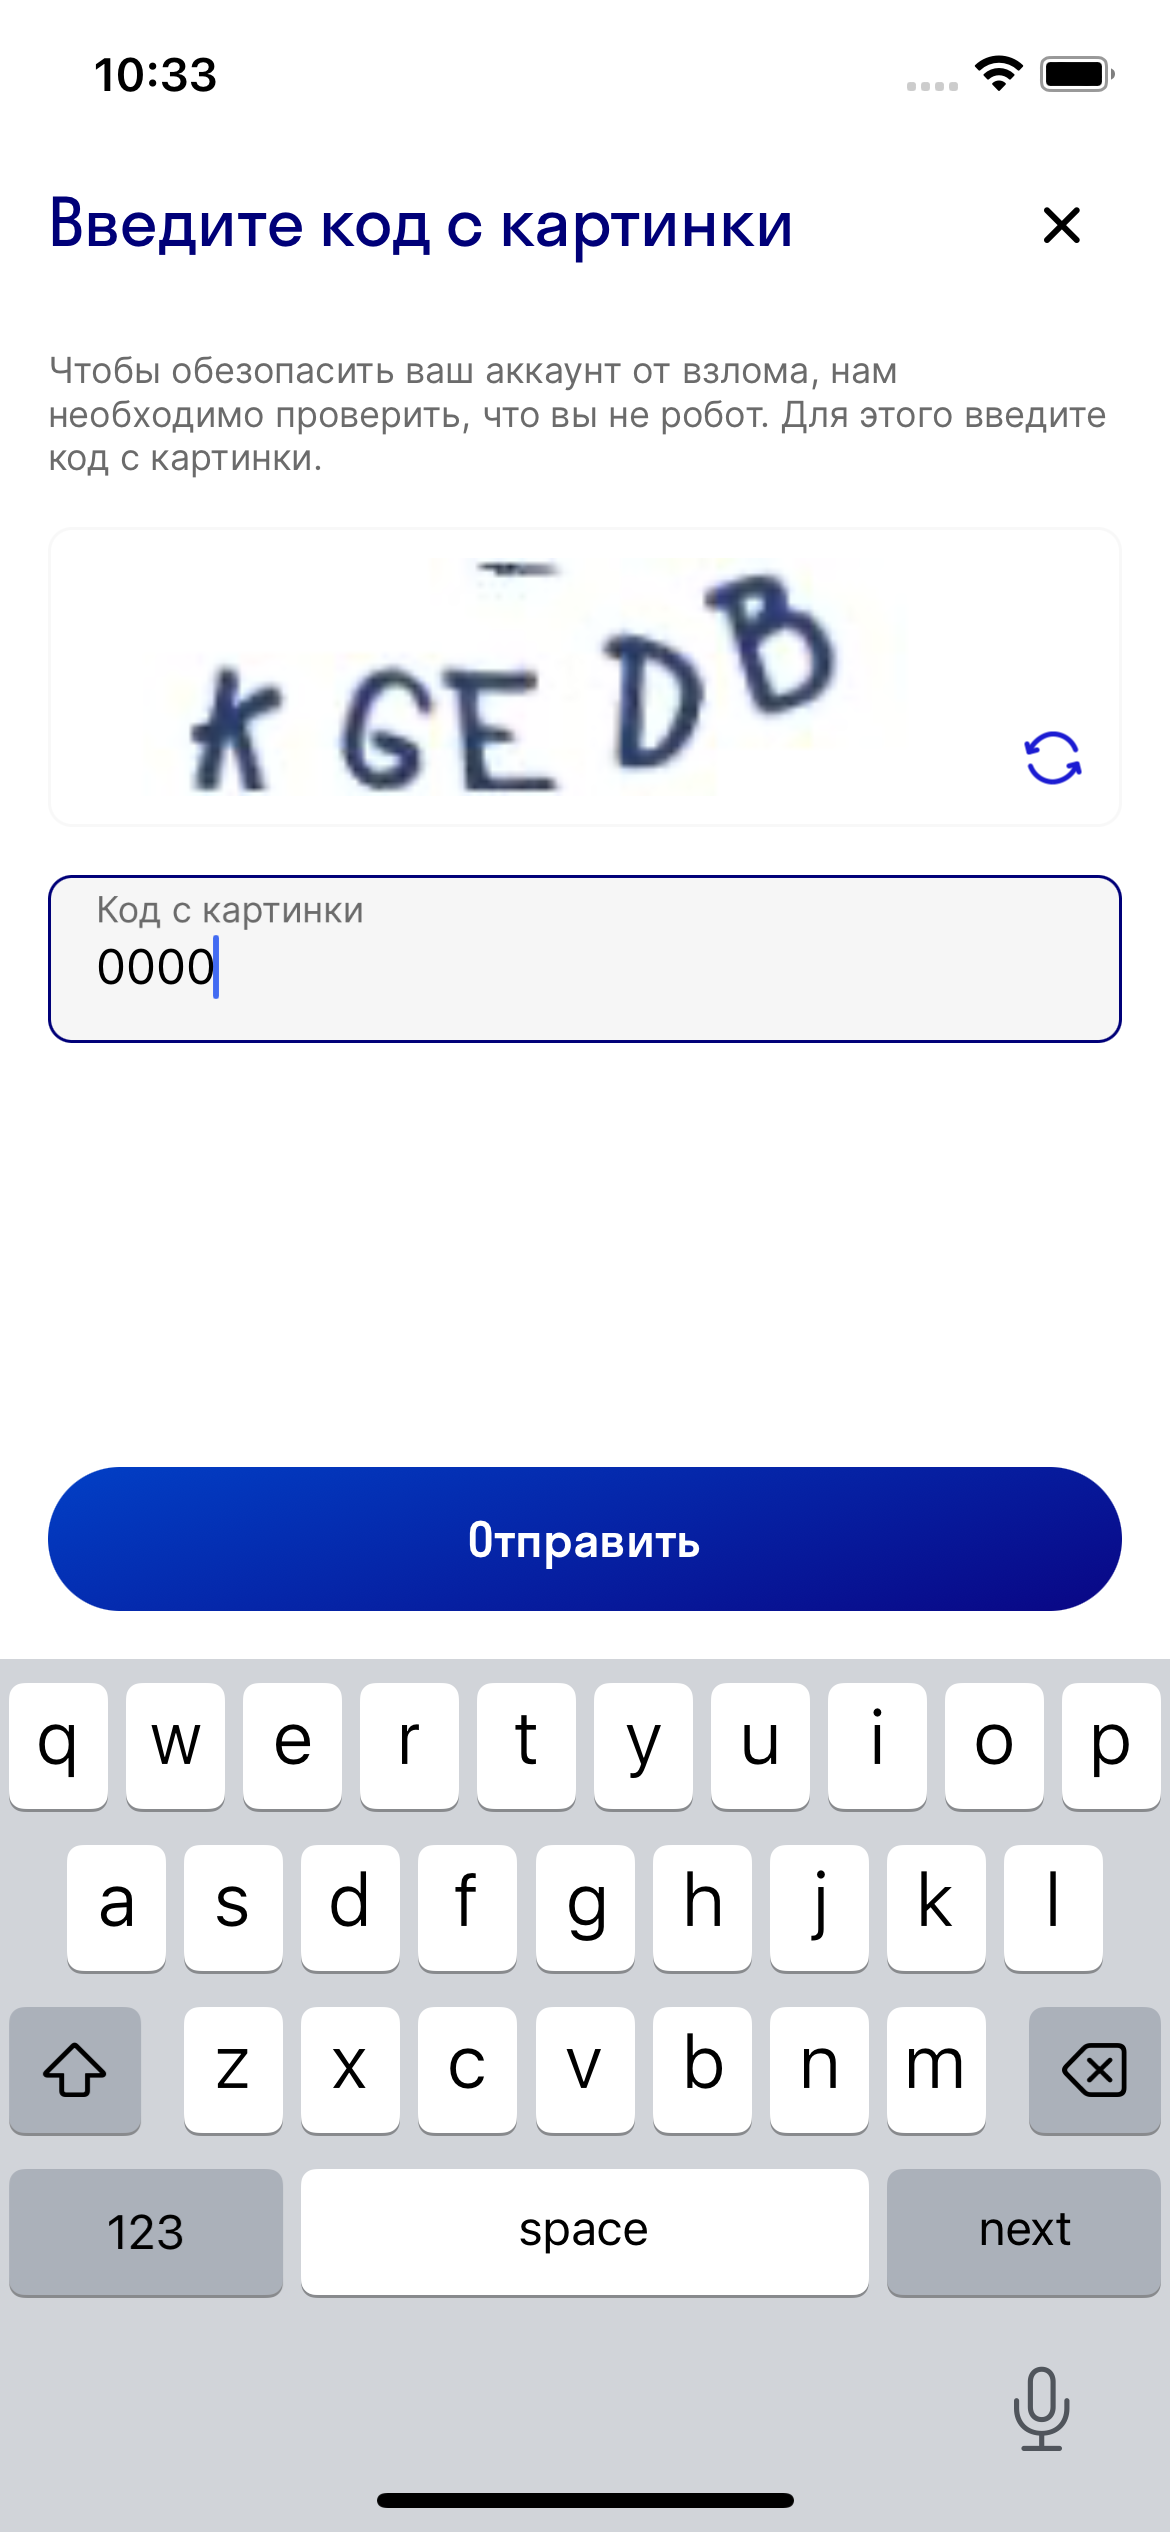 10:33
Введите код с картинки
Чтобы обезопасить ваш аккаунт от взлома, нам
необходимо проверить, что вы не робот. Для этого введите
код с картинки.
KGEDB
Код с картинки
0000
Отправить
q w e r t y u i o p
a s d f g h j k l
z x c v b n m
123 space next